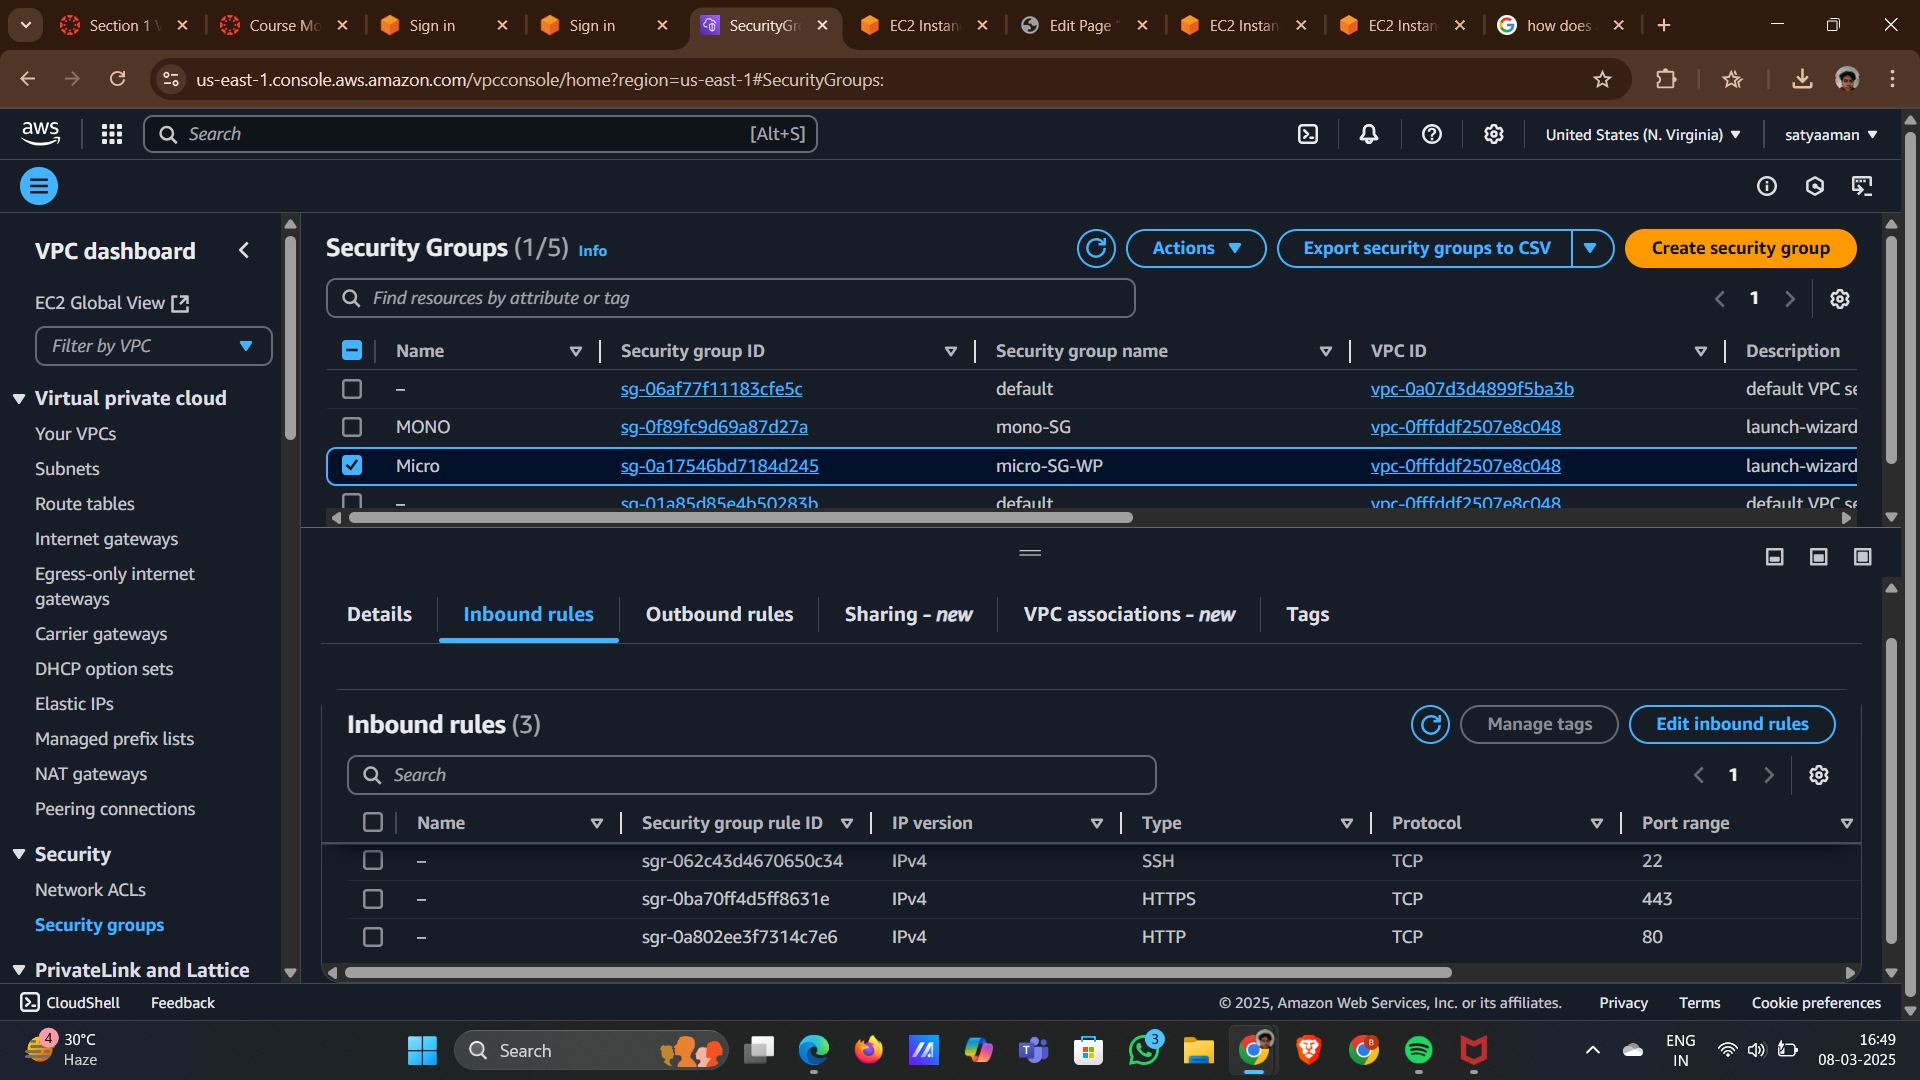 Section 1
Course Mo
Sign in
Sign in
SecurityGr
EC2 Instan
Edit Page
EC2 Instan
EC2 Instan
how does
us-east-1.console.aws.amazon.com/vpcconsole/home?region=us-east-1#SecurityGroups:
aws
Search
[Alt+S]
United States (N. Virginia)
satyaaman
VPC dashboard
EC2 Global View
Filter by VPC
Virtual private cloud
Your VPCs
Subnets
Route tables
Internet gateways
Egress-only internet
gateways
Carrier gateways
DHCP option sets
Elastic IPs
Managed prefix lists
NAT gateways
Peering connections
Security
Network ACLs
Security groups
PrivateLink and Lattice
Security Groups (1/5) Info
Actions
Export security groups to CSV
Create security group
Find resources by attribute or tag
1
Name Security group ID Security group name VPC ID Description
– sg-06af77f11183cfe5c default vpc-0a07d3d4899f5ba3b default VPC se
MONO sg-0f89fc9d69a87d27a mono-SG vpc-0fffddf2507e8c048 launch-wizard
Micro sg-0a17546bd7184d245 micro-SG-WP vpc-0fffddf2507e8c048 launch-wizard
– sg-01a85d85e4b50283b default vpc-0fffddf2507e8c048 default VPC se
Details
Inbound rules
Outbound rules
Sharing - new
VPC associations - new
Tags
Inbound rules (3)
Manage tags
Edit inbound rules
Search
1
Name Security group rule ID IP version Type Protocol Port range
– sgr-062c43d4670650c34 IPv4 SSH TCP 22
– sgr-0ba70ff4d5ff8631e IPv4 HTTPS TCP 443
– sgr-0a802ee3f7314c7e6 IPv4 HTTP TCP 80
CloudShell
Feedback
© 2025, Amazon Web Services, Inc. or its affiliates.
Privacy
Terms
Cookie preferences
4
30°C
Haze
Search
3
ENG
IN
16:49
08-03-2025